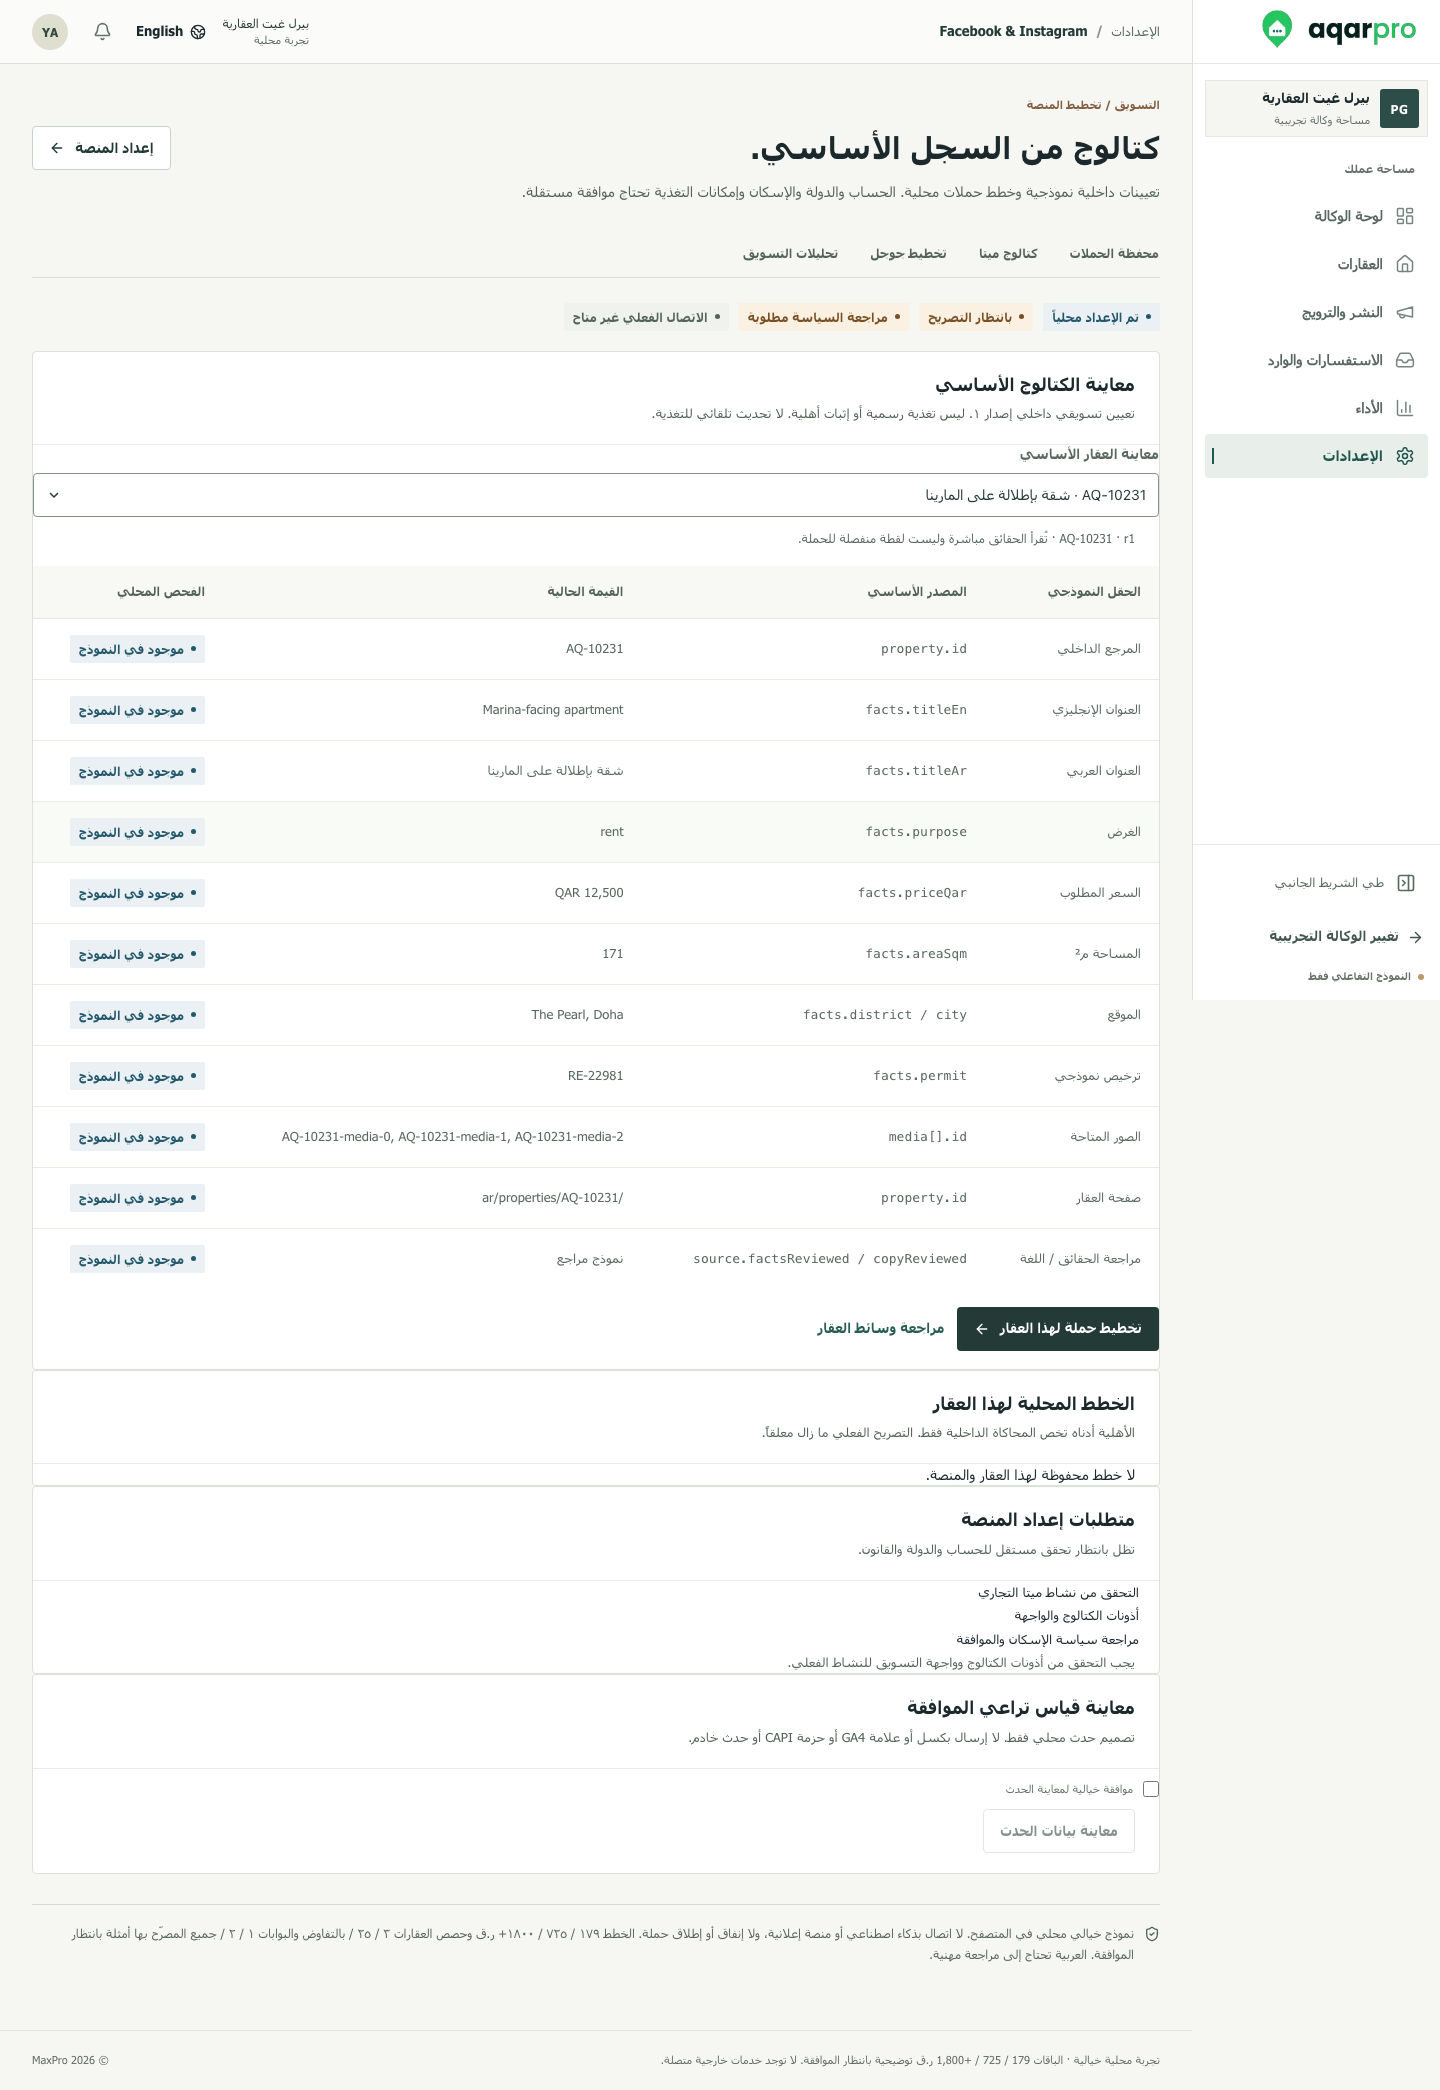 aqarpro
PG
بيرل غيت العقارية
مساحة وكالة تجريبية
مساحة عملك
لوحة الوكالة
العقارات
النشر والترويج
الاستفسارات والوارد
الأداء
الإعدادات
طي الشريط الجانبي
تغيير الوكالة التجريبية
النموذج التفاعلي فقط
الإعدادات / Facebook & Instagram
بيرل غيت العقارية
تجربة محلية
English
YA
التسويق / تخطيط المنصة
كتالوج من السجل الأساسي.
تعيينات داخلية نموذجية وخطط حملات محلية. الحساب والدولة والإسكان وإمكانات التغذية تحتاج موافقة مستقلة.
إعداد المنصة
محفظة الحملات كتالوج ميتا تخطيط جوجل تحليلات التسويق
تم الإعداد محلياً بانتظار التصريح مراجعة السياسة مطلوبة الاتصال الفعلي غير متاح
معاينة الكتالوج الأساسي
تعيين تسويقي داخلي إصدار ١. ليس تغذية رسمية أو إثبات أهلية. لا تحديث تلقائي للتغذية.
معاينة العقار الأساسي
AQ-10231 · شقة بإطلالة على المارينا
AQ-10231 · r1 · تُقرأ الحقائق مباشرة وليست لقطة منفصلة للحملة.
الحقل النموذجي المصدر الأساسي القيمة الحالية الفحص المحلي
المرجع الداخلي property.id AQ-10231 موجود في النموذج
العنوان الإنجليزي facts.titleEn Marina-facing apartment موجود في النموذج
العنوان العربي facts.titleAr شقة بإطلالة على المارينا موجود في النموذج
الغرض facts.purpose rent موجود في النموذج
السعر المطلوب facts.priceQar QAR 12,500 موجود في النموذج
المساحة م² facts.areaSqm 171 موجود في النموذج
الموقع facts.district / city The Pearl, Doha موجود في النموذج
ترخيص نموذجي facts.permit RE-22981 موجود في النموذج
الصور المتاحة media[].id AQ-10231-media-0, AQ-10231-media-1, AQ-10231-media-2 موجود في النموذج
صفحة العقار property.id ar/properties/AQ-10231/ موجود في النموذج
مراجعة الحقائق / اللغة source.factsReviewed / copyReviewed نموذج مراجع موجود في النموذج
تخطيط حملة لهذا العقار مراجعة وسائط العقار
الخطط المحلية لهذا العقار
الأهلية أدناه تخص المحاكاة الداخلية فقط. التصريح الفعلي ما زال معلقاً.
لا خطط محفوظة لهذا العقار والمنصة.
متطلبات إعداد المنصة
تظل بانتظار تحقق مستقل للحساب والدولة والقانون.
التحقق من نشاط ميتا التجاري
أذونات الكتالوج والواجهة
مراجعة سياسة الإسكان والموافقة
يجب التحقق من أذونات الكتالوج وواجهة التسويق للنشاط الفعلي.
معاينة قياس تراعي الموافقة
تصميم حدث محلي فقط. لا إرسال بكسل أو علامة GA4 أو حزمة CAPI أو حدث خادم.
موافقة خيالية لمعاينة الحدث
معاينة بيانات الحدث
نموذج خيالي محلي في المتصفح. لا اتصال بذكاء اصطناعي أو منصة إعلانية، ولا إنفاق أو إطلاق حملة. الخطط ١٧٩ / ٧٢٥ / ١٨٠٠+ ر.ق وحصص العقارات ٣ / ٢٥ / بالتفاوض والبوابات ١ / ٢ / جميع المصرّح بها أمثلة بانتظار
الموافقة. العربية تحتاج إلى مراجعة مهنية.
تجربة محلية خيالية · الباقات 179 / 725 / +1,800 ر.ق توضيحية بانتظار الموافقة. لا توجد خدمات خارجية متصلة.
© 2026 MaxPro